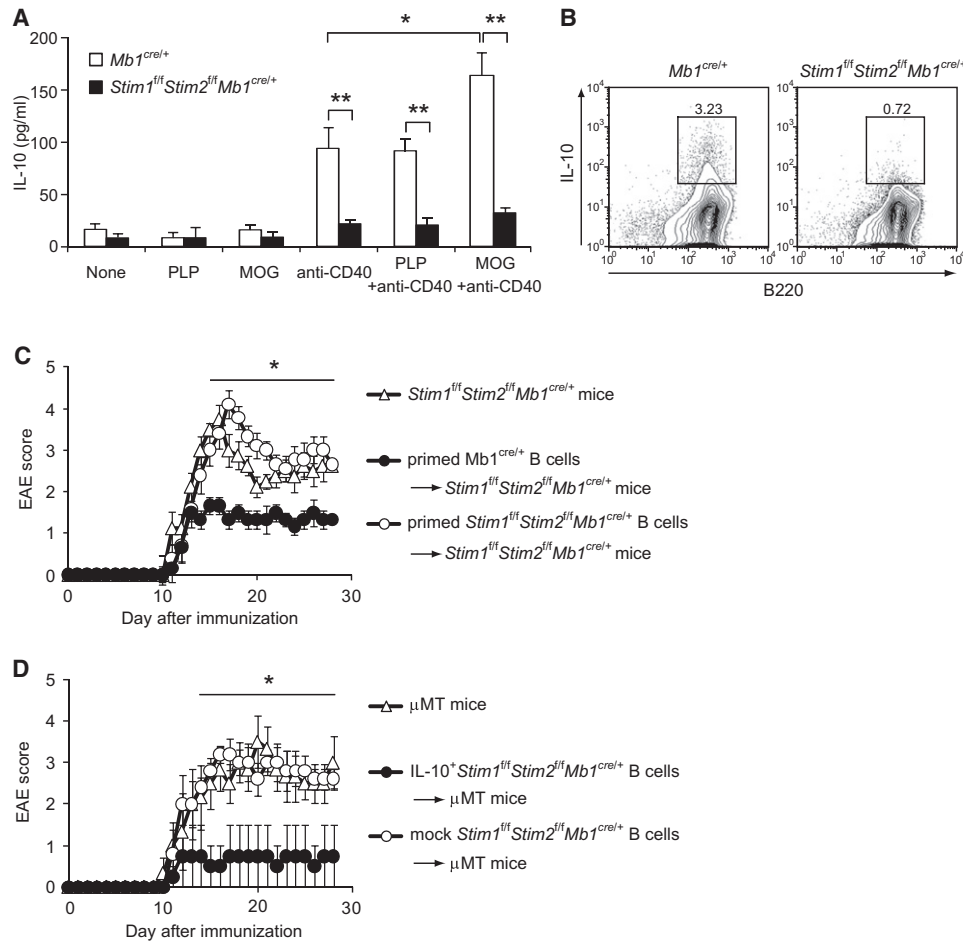 A
200
150
100
50
0
IL-10 (pg/ml)
Mb1cre/+
Stim1f/fStim2f/fMb1cre/+
*
**
**
**
None
PLP
MOG
anti-CD40
PLP
+anti-CD40
MOG
+anti-CD40
B
Mb1cre/+
Stim1f/fStim2f/fMb1cre/+
3.23
0.72
IL-10
104
103
102
101
100
100 101 102 103 104
104
103
102
101
100
100 101 102 103 104
B220
C
5
4
3
2
1
0
EAE score
*
0 10 20 30
Day after immunization
Stim1f/fStim2f/fMb1cre/+ mice
primed Mb1cre/+ B cells
→ Stim1f/fStim2f/fMb1cre/+ mice
primed Stim1f/fStim2f/fMb1cre/+ B cells
→ Stim1f/fStim2f/fMb1cre/+ mice
D
5
4
3
2
1
0
EAE score
*
0 10 20 30
Day after immunization
μMT mice
IL-10+Stim1f/fStim2f/fMb1cre/+ B cells
→ μMT mice
mock Stim1f/fStim2f/fMb1cre/+ B cells
→ μMT mice